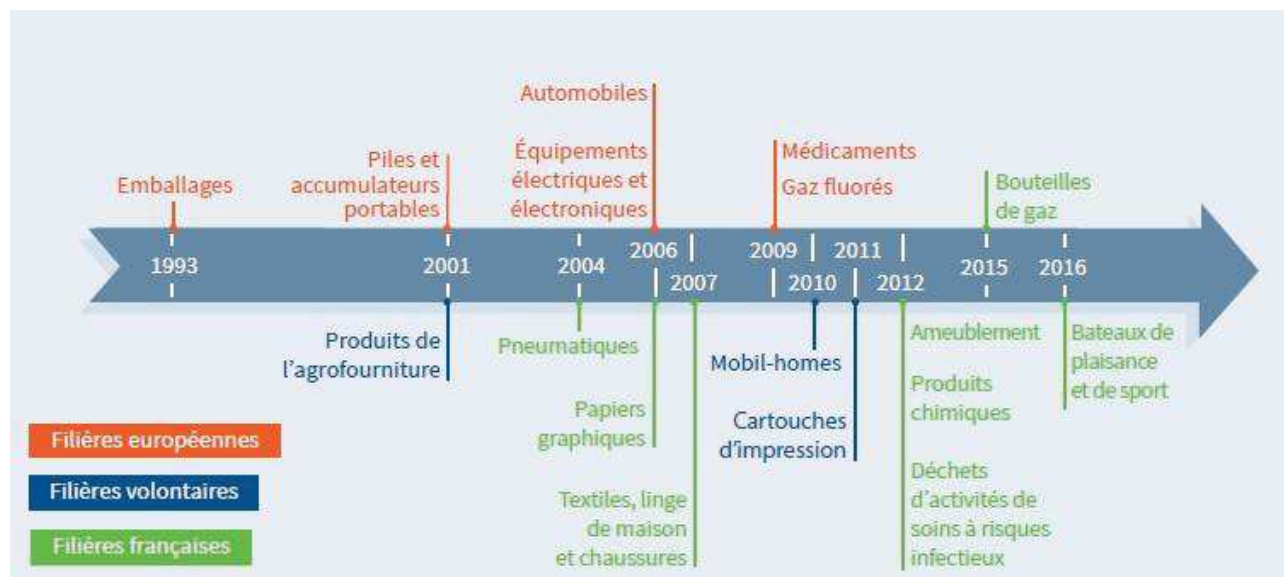 Automobiles
Équipements
électriques et
électroniques
Piles et
accumulateurs
portables
Emballages
Médicaments
Gaz fluorés
Bouteilles
de gaz
1993
2001
2004
2006
2007
2009
2010
2011
2012
2015
2016
Produits de
l'agrofourniture
Pneumatiques
Papiers
graphiques
Textiles, linge
de maison
et chaussures
Mobil-homes
Cartouches
d'impression
Ameublement
Produits
chimiques
Déchets
d'activités de
soins à risques
infectieux
Bateaux de
plaisance
et de sport
Filières européennes
Filières volontaires
Filières françaises